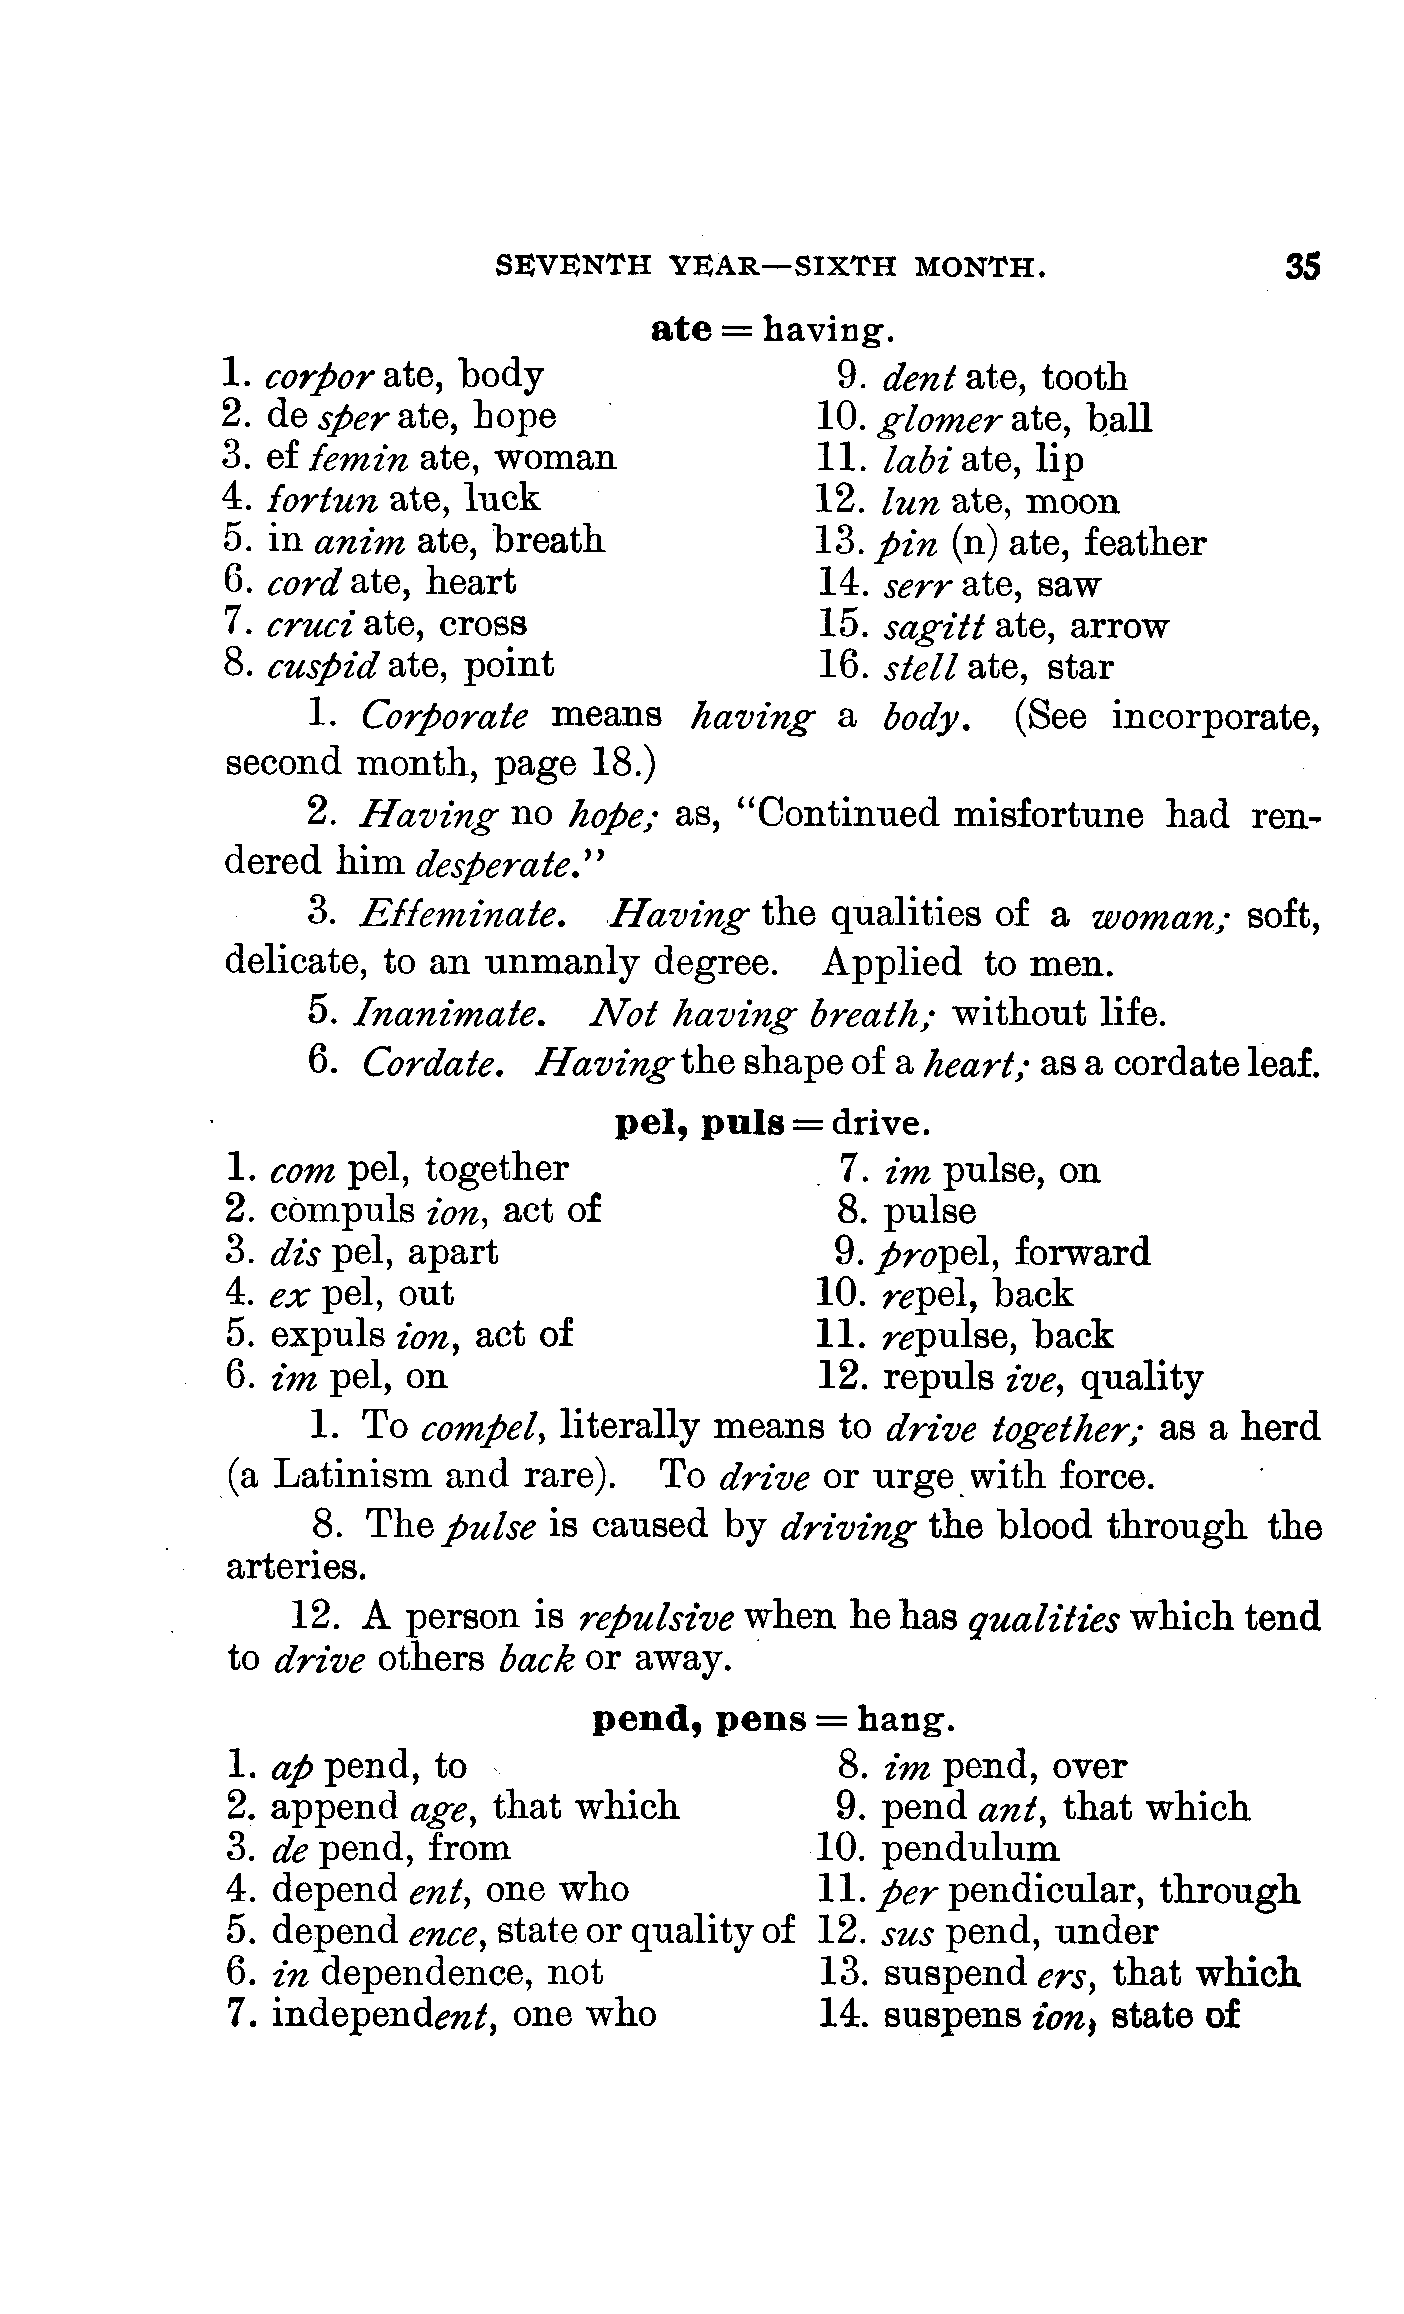 SEVENTH YEAR—SIXTH MONTH. 35
ate = having.
1. corpor ate, body
2. de sper ate, hope
3. ef femin ate, woman
4. fortun ate, luck
5. in anim ate, breath
6. cord ate, heart
7. cruci ate, cross
8. cuspid ate, point
9. dent ate, tooth
10. glomer ate, ball
11. labi ate, lip
12. lun ate, moon
13. pin (n) ate, feather
14. serr ate, saw
15. sagitt ate, arrow
16. stell ate, star
1. Corporate means having a body. (See incorporate,
second month, page 18.)
2. Having no hope; as, "Continued misfortune had ren-
dered him desperate."
3. Effeminate. Having the qualities of a woman; soft,
delicate, to an unmanly degree. Applied to men.
5. Inanimate. Not having breath; without life.
6. Cordate. Having the shape of a heart; as a cordate leaf.
pel, puls = drive.
1. com pel, together
2. compuls ion, act of
3. dis pel, apart
4. ex pel, out
5. expuls ion, act of
6. im pel, on
7. im pulse, on
8. pulse
9. propel, forward
10. repel, back
11. repulse, back
12. repuls ive, quality
1. To compel, literally means to drive together; as a herd
(a Latinism and rare). To drive or urge with force.
8. The pulse is caused by driving the blood through the
arteries.
12. A person is repulsive when he has qualities which tend
to drive others back or away.
pend, pens = hang.
1. ap pend, to
2. append age, that which
3. de pend, from
4. depend ent, one who
5. depend ence, state or quality of
6. in dependence, not
7. independent, one who
8. im pend, over
9. pend ant, that which
10. pendulum
11. per pendicular, through
12. sus pend, under
13. suspend ers, that which
14. suspens ion, state of